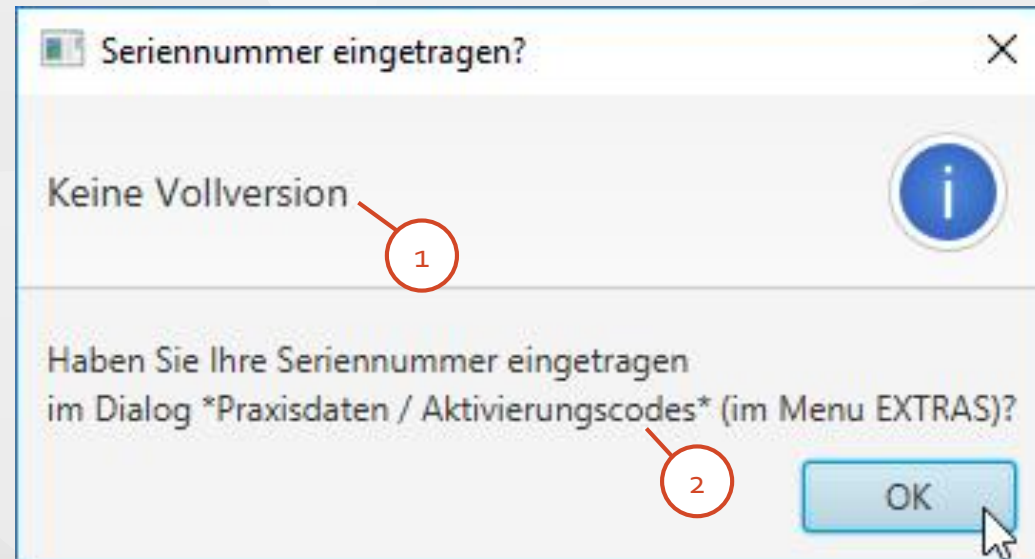 Seriennummer eingetragen?
Keine Vollversion
i
1
Haben Sie Ihre Seriennummer eingetragen
im Dialog *Praxisdaten / Aktivierungscodes* (im Menu EXTRAS)?
2
OK